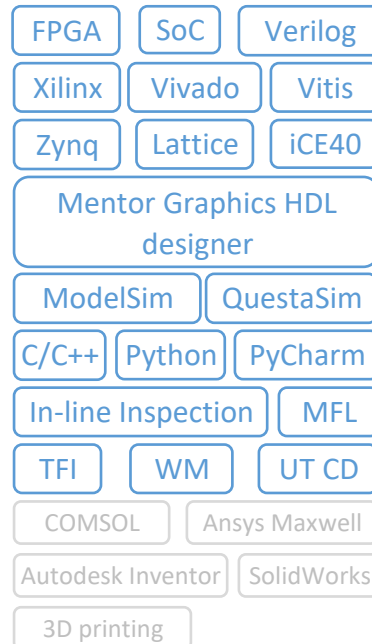 FPGA SoC Verilog
Xilinx Vivado Vitis
Zynq Lattice iCE40
Mentor Graphics HDL
designer
ModelSim QuestaSim
C/C++ Python PyCharm
In-line Inspection MFL
TFI WM UT CD
COMSOL Ansys Maxwell
Autodesk Inventor SolidWorks
3D printing